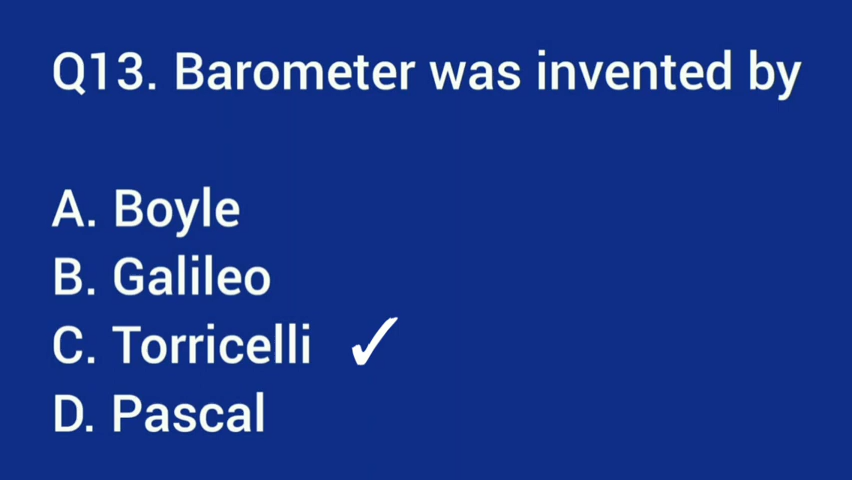 Q13. Barometer was invented by
A. Boyle
B. Galileo
C. Torricelli ✓
D. Pascal